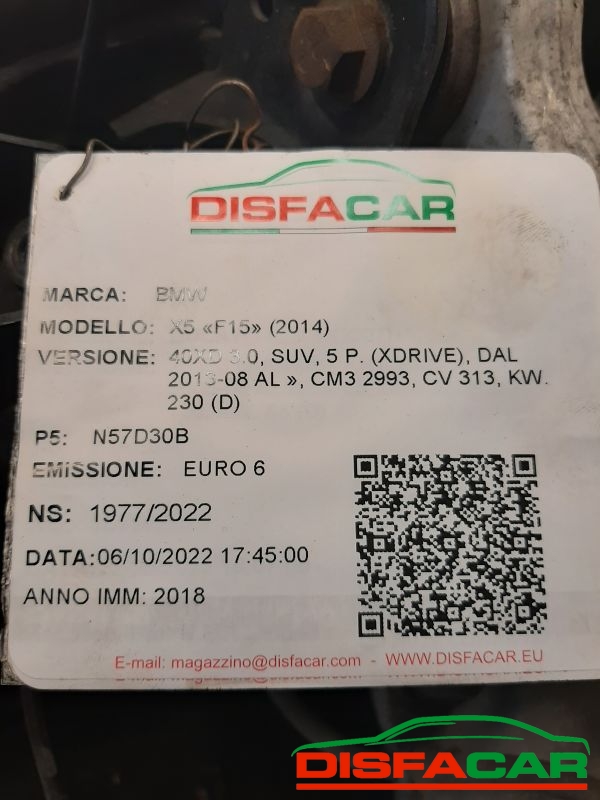 DISFACAR
MARCA: BMW
MODELLO: X5 «F15» (2014)
VERSIONE: 40XD 3.0, SUV, 5 P. (XDRIVE), DAL
2013-08 AL », CM3 2993, CV 313, KW.
230 (D)
P5: N57D30B
EMISSIONE: EURO 6
NS: 1977/2022
DATA:06/10/2022 17:45:00
ANNO IMM: 2018
E-mail: magazzino@disfacar.com - WWW.DISFACAR.EU
DISFACAR